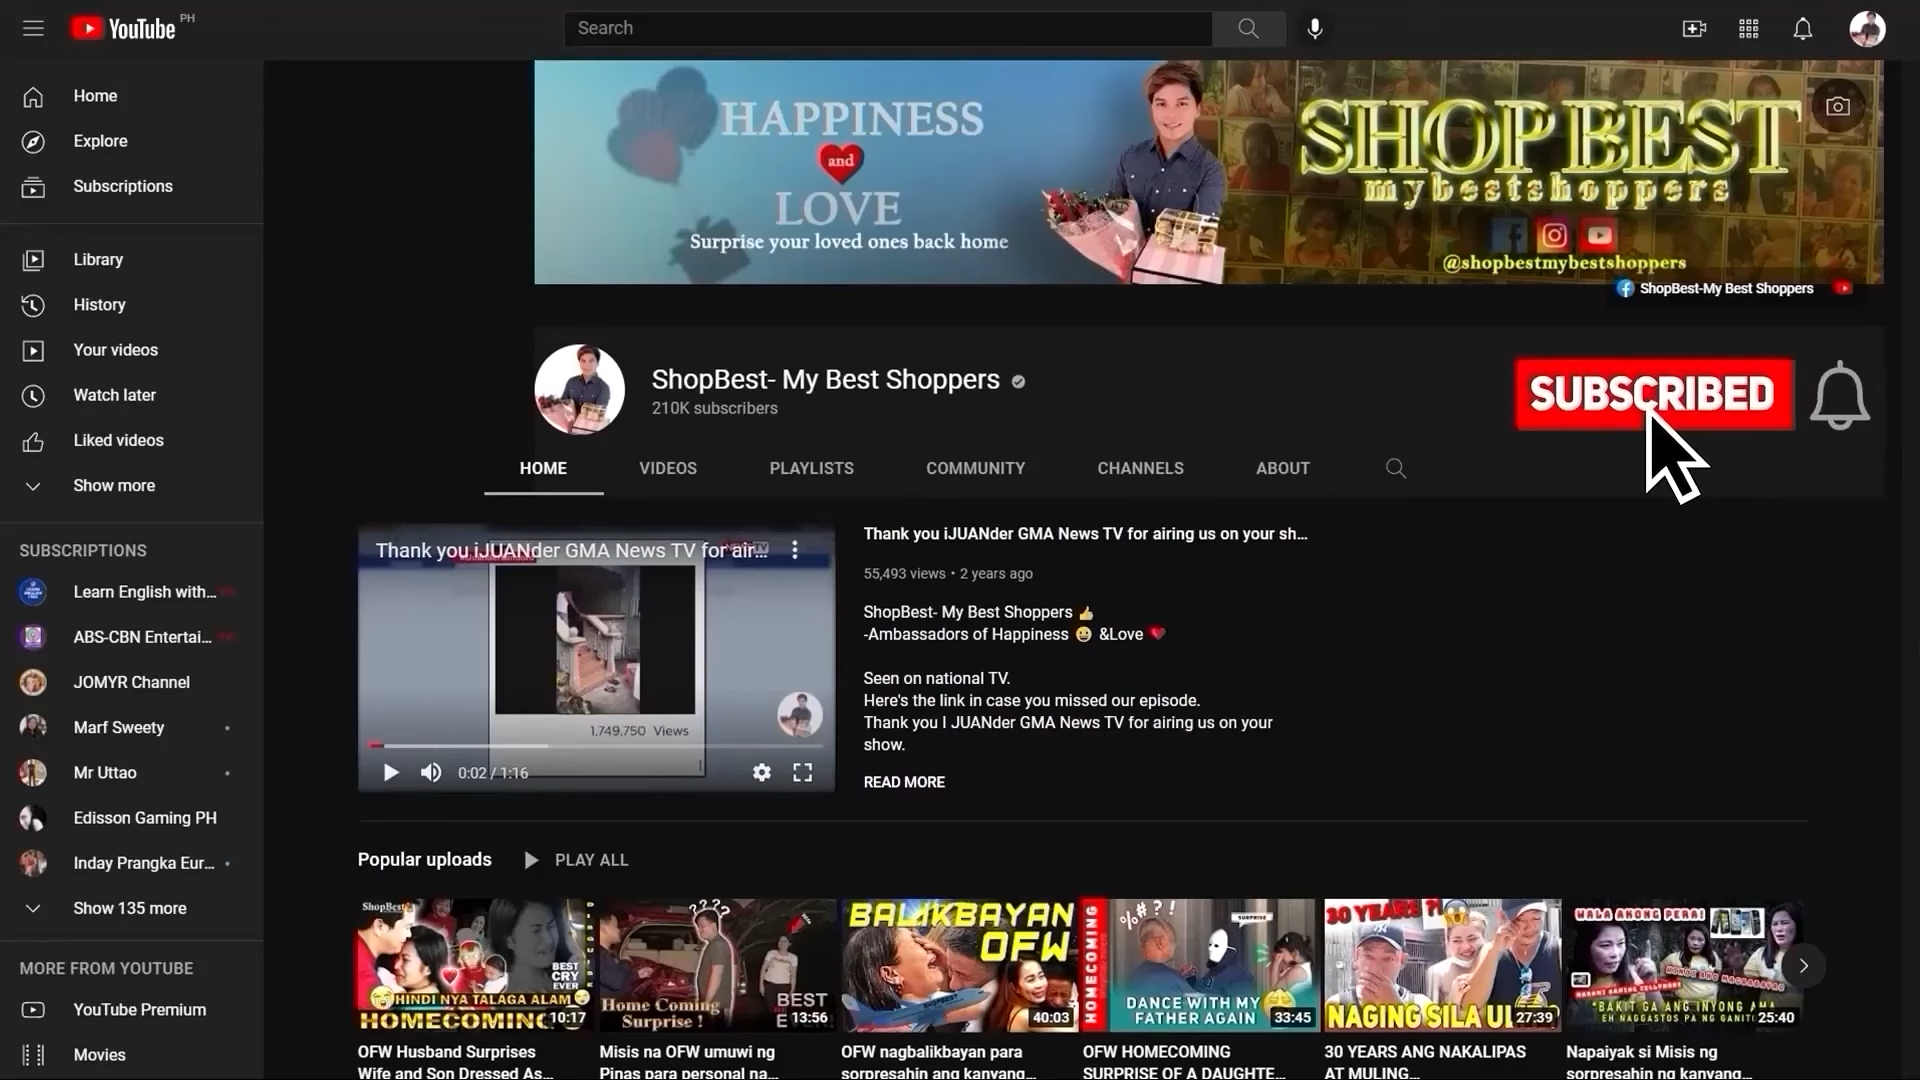 YouTube PH
Search
Home
Explore
Subscriptions
Library
History
Your videos
Watch later
Liked videos
Show more
SUBSCRIPTIONS
Learn English with...
ABS-CBN Entertai...
JOMYR Channel
Marf Sweety
Mr Uttao
Edisson Gaming PH
Inday Prangka Eur...
Show 135 more
MORE FROM YOUTUBE
YouTube Premium
Movies
HAPPINESS
and
LOVE
Surprise your loved ones back home
SHOPBEST
mybestshoppers
@shopbestmybestshoppers
ShopBest-My Best Shoppers
ShopBest- My Best Shoppers
210K subscribers
SUBSCRIBED
HOME VIDEOS PLAYLISTS COMMUNITY CHANNELS ABOUT
Thank you iJUANder GMA News TV for air...
1,749,750 Views
0:02 / 1:16
Thank you iJUANder GMA News TV for airing us on your sh...
55,493 views • 2 years ago
ShopBest- My Best Shoppers 👍
-Ambassadors of Happiness 😀 &Love ❤️
Seen on national TV.
Here's the link in case you missed our episode.
Thank you I JUANder GMA News TV for airing us on your
show.
READ MORE
Popular uploads PLAY ALL
ShopBest
BEST
CRY
EVER
HINDI NYA TALAGA ALAM
HOMECOMING
10:17
OFW Husband Surprises
Wife and Son Dressed As...
????
Home Coming
Surprise !
BEST
13:56
Misis na OFW umuwi ng
Pinas para personal na...
BALIKBAYAN
OFW
40:03
OFW nagbalikbayan para
sorpresahin ang kanyang...
HOMECOMING
%#?!
SURPRISE
DANCE WITH MY
FATHER AGAIN
33:45
OFW HOMECOMING
SURPRISE OF A DAUGHTE...
30 YEARS ?!
NAGING SILA UL
27:39
30 YEARS ANG NAKALIPAS
AT MULING...
WALA AKONG PERA!
"BAKIT GA ANG INYONG AMA
EH NAGGASTOS PA NG GANITO
25:40
Napaiyak si Misis ng
sorpresahin ng kanyang...